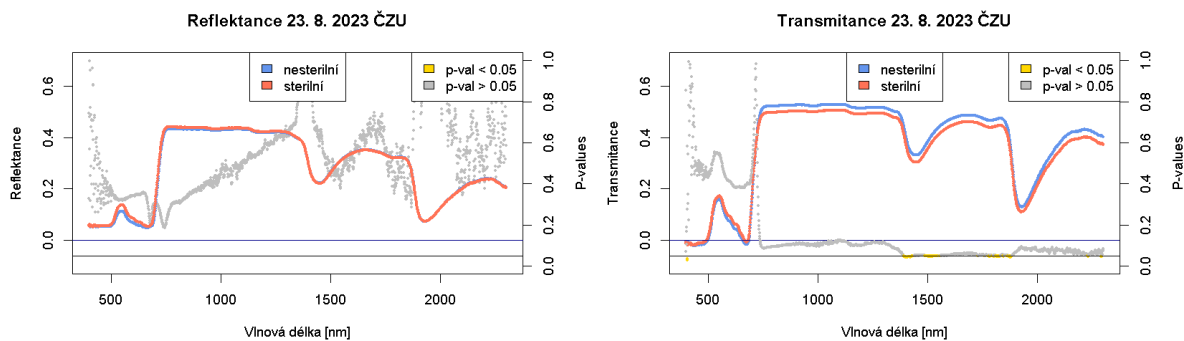 Reflektance 23. 8. 2023 ČZU
nesterilní
sterilní
p-val < 0.05
p-val > 0.05
Reflektance
0.0
0.2
0.4
0.6
P-values
0.0
0.2
0.4
0.6
0.8
1.0
500
1000
1500
2000
Vlnová délka [nm]
Transmitance 23. 8. 2023 ČZU
nesterilní
sterilní
p-val < 0.05
p-val > 0.05
Transmitance
0.0
0.2
0.4
0.6
P-values
0.0
0.2
0.4
0.6
0.8
1.0
500
1000
1500
2000
Vlnová délka [nm]